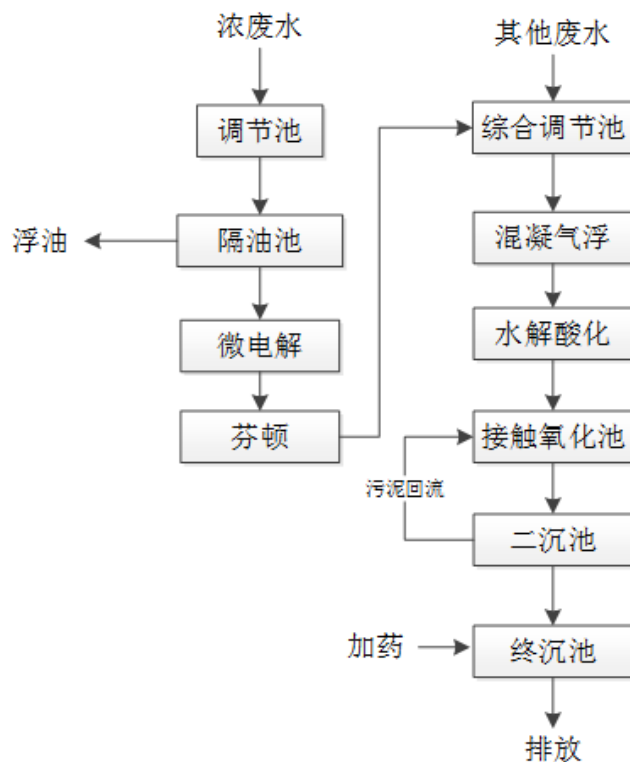 浓废水
调节池
浮油
隔油池
微电解
芬顿
其他废水
综合调节池
混凝气浮
水解酸化
接触氧化池
污泥回流
二沉池
加药
终沉池
排放